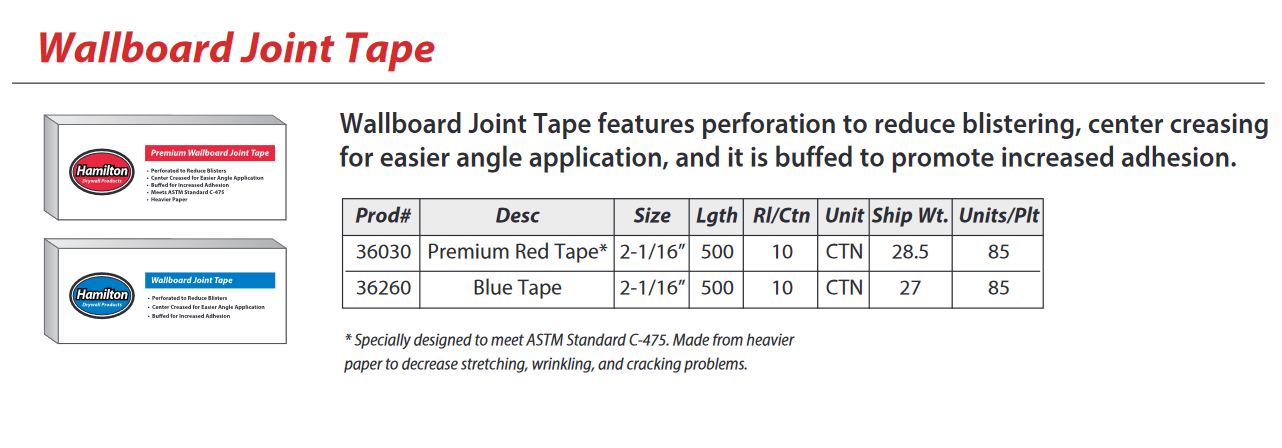 Wallboard Joint Tape
Hamilton
Drywall Products
Premium Wallboard Joint Tape
• Perforated to Reduce Blisters
• Center Creased for Easier Angle Application
• Buffed for Increased Adhesion
• Meets ASTM Standard C-475
• Heavier Paper
Hamilton
Drywall Products
Wallboard Joint Tape
• Perforated to Reduce Blisters
• Center Creased for Easier Angle Application
• Buffed for Increased Adhesion
Wallboard Joint Tape features perforation to reduce blistering, center creasing
for easier angle application, and it is buffed to promote increased adhesion.
Prod# Desc Size Lgth Rl/Ctn Unit Ship Wt. Units/Plt
36030 Premium Red Tape* 2-1/16” 500 10 CTN 28.5 85
36260 Blue Tape 2-1/16” 500 10 CTN 27 85
* Specially designed to meet ASTM Standard C-475. Made from heavier
paper to decrease stretching, wrinkling, and cracking problems.